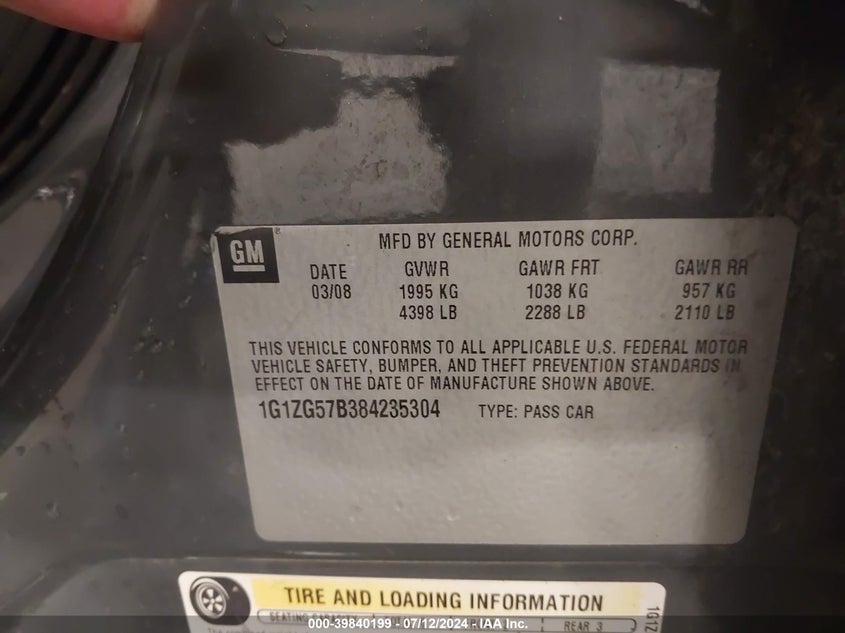 GM
MFD BY GENERAL MOTORS CORP.
DATE GVWR GAWR FRT GAWR RR
03/08 1995 KG 1038 KG 957 KG
4398 LB 2288 LB 2110 LB
THIS VEHICLE CONFORMS TO ALL APPLICABLE U.S. FEDERAL MOTOR
VEHICLE SAFETY, BUMPER, AND THEFT PREVENTION STANDARDS IN
EFFECT ON THE DATE OF MANUFACTURE SHOWN ABOVE.
1G1ZG57B384235304 TYPE: PASS CAR
TIRE AND LOADING INFORMATION
SEATING CAPACITY REAR 3
1G1Z
000-39840199 - 07/12/2024 - IAA Inc.